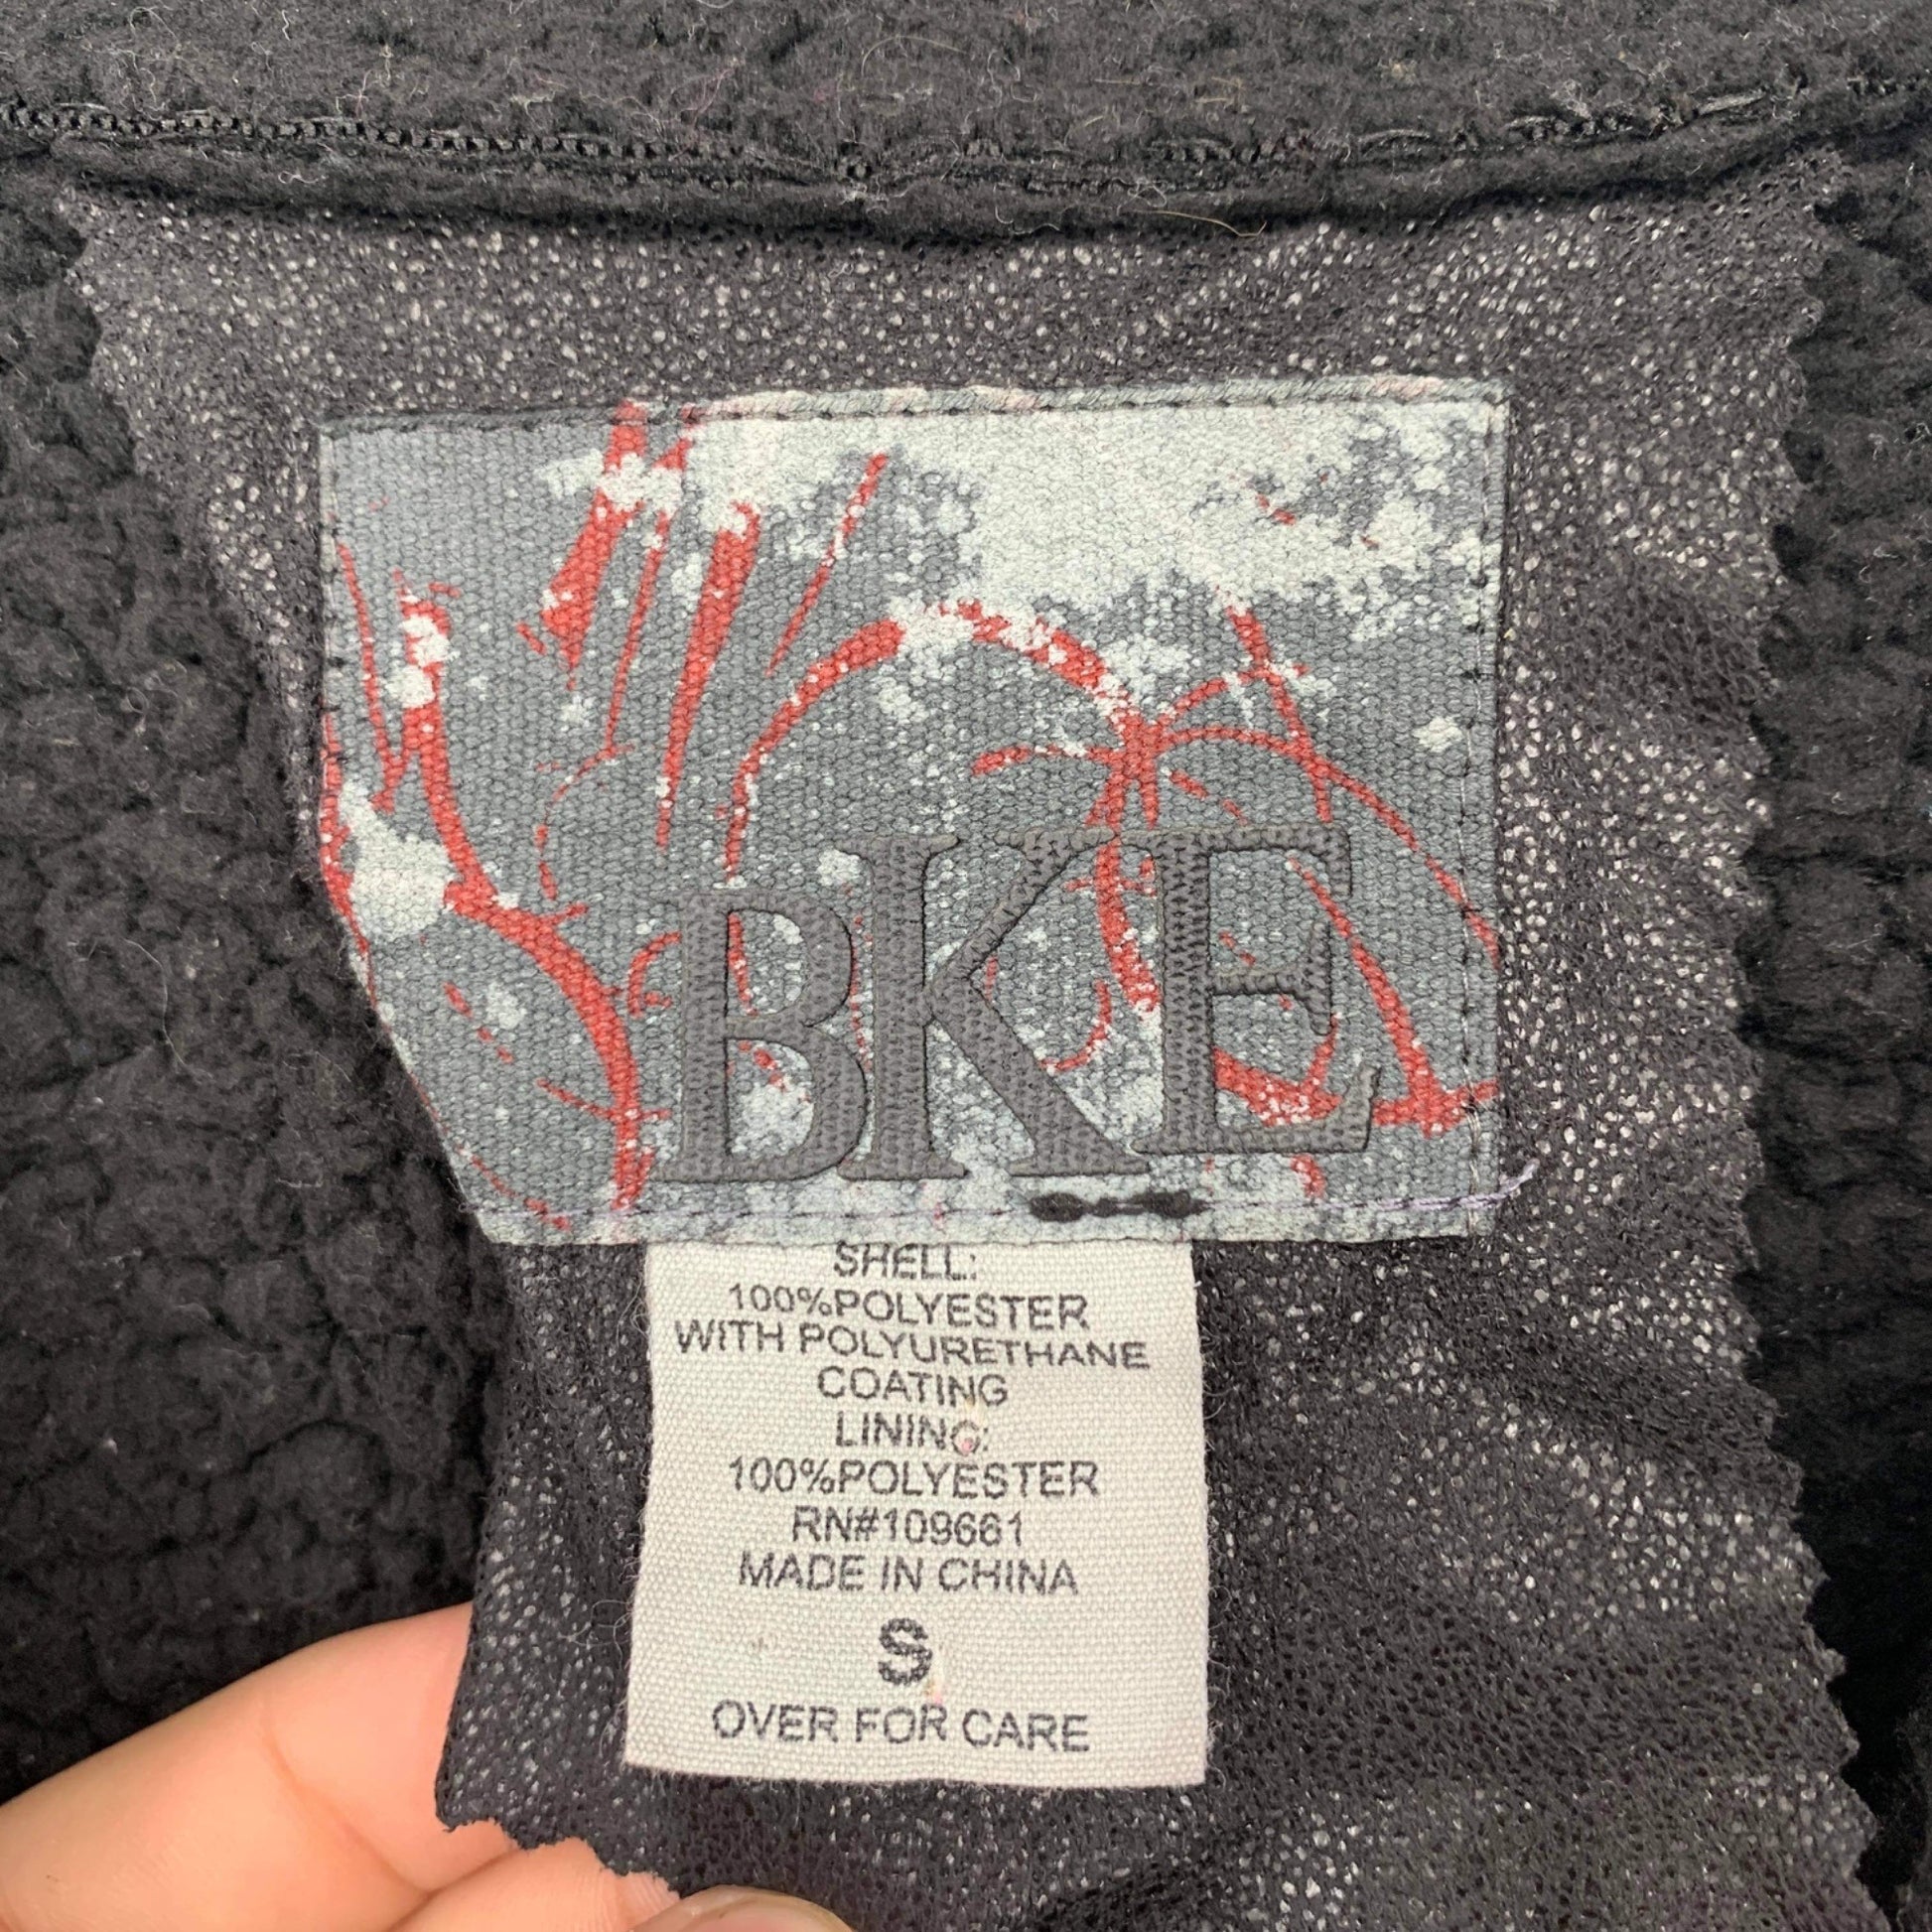 BKE
SHELL:
100%POLYESTER
WITH POLYURETHANE
COATING
LINING:
100%POLYESTER
RN#109661
MADE IN CHINA
S
OVER FOR CARE